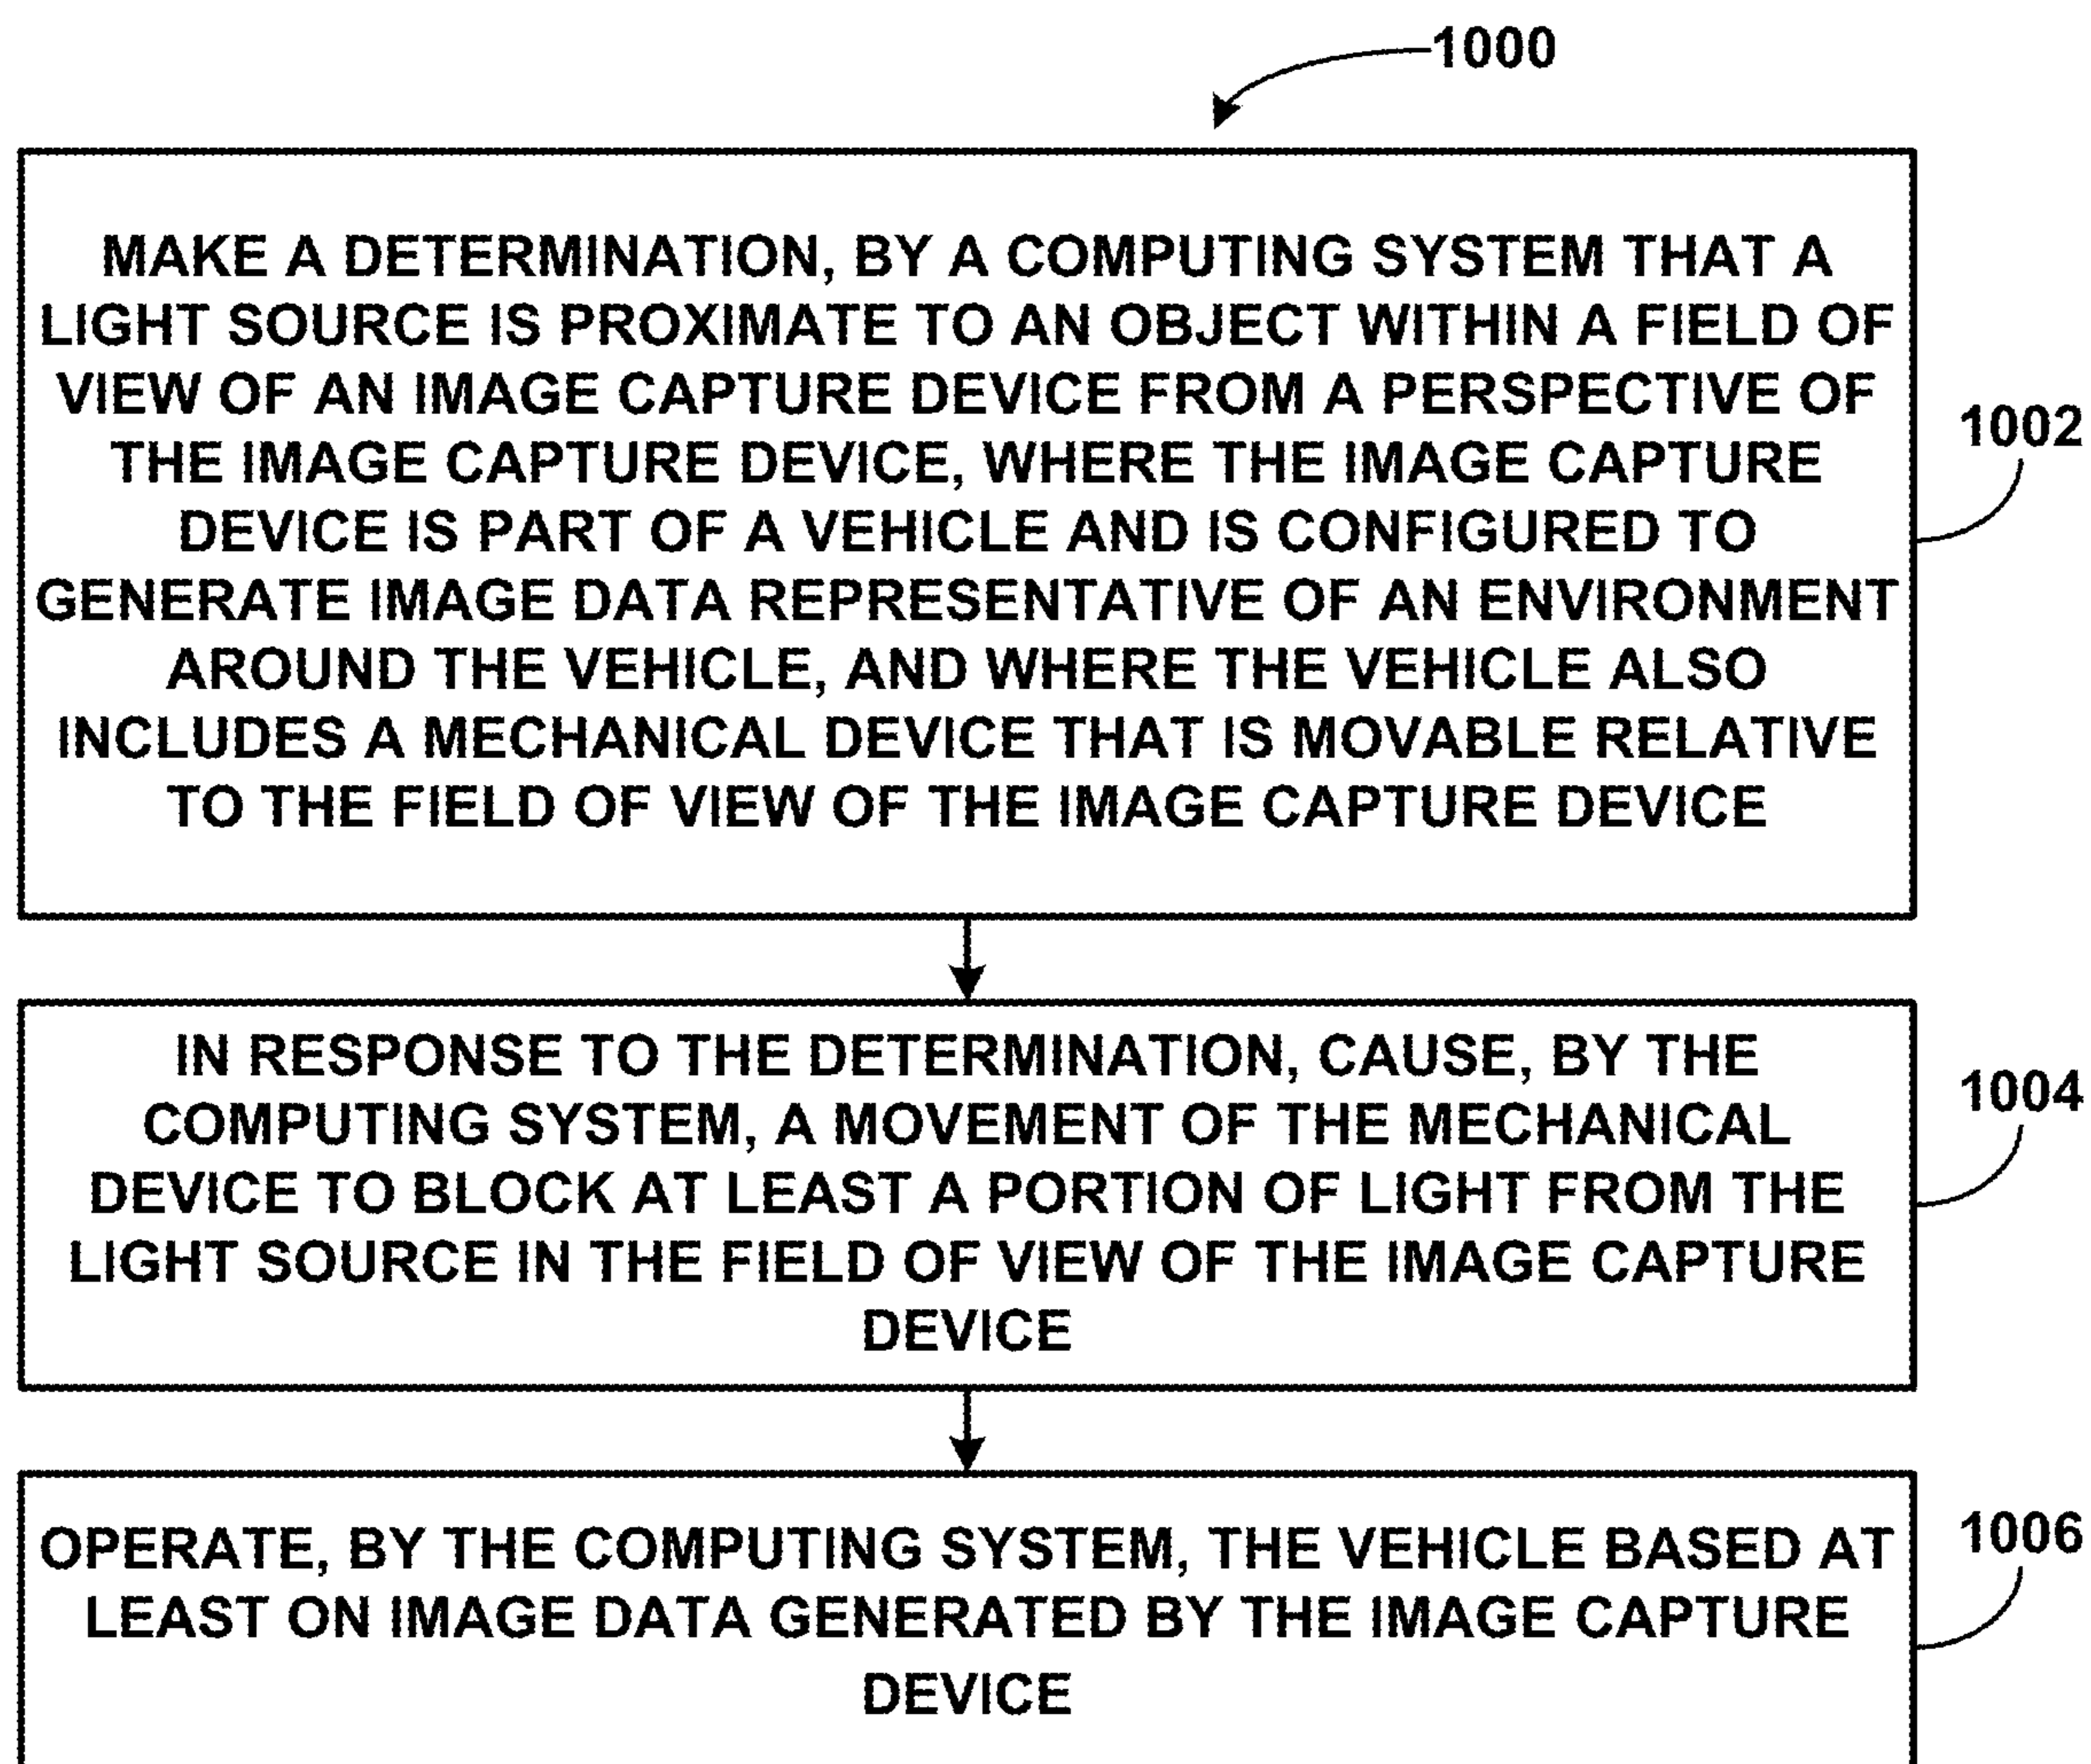 1000
MAKE A DETERMINATION, BY A COMPUTING SYSTEM THAT A
LIGHT SOURCE IS PROXIMATE TO AN OBJECT WITHIN A FIELD OF
VIEW OF AN IMAGE CAPTURE DEVICE FROM A PERSPECTIVE OF
THE IMAGE CAPTURE DEVICE, WHERE THE IMAGE CAPTURE
DEVICE IS PART OF A VEHICLE AND IS CONFIGURED TO
GENERATE IMAGE DATA REPRESENTATIVE OF AN ENVIRONMENT
AROUND THE VEHICLE, AND WHERE THE VEHICLE ALSO
INCLUDES A MECHANICAL DEVICE THAT IS MOVABLE RELATIVE
TO THE FIELD OF VIEW OF THE IMAGE CAPTURE DEVICE
1002
IN RESPONSE TO THE DETERMINATION, CAUSE, BY THE
COMPUTING SYSTEM, A MOVEMENT OF THE MECHANICAL
DEVICE TO BLOCK AT LEAST A PORTION OF LIGHT FROM THE
LIGHT SOURCE IN THE FIELD OF VIEW OF THE IMAGE CAPTURE
DEVICE
1004
OPERATE, BY THE COMPUTING SYSTEM, THE VEHICLE BASED AT
LEAST ON IMAGE DATA GENERATED BY THE IMAGE CAPTURE
DEVICE
1006